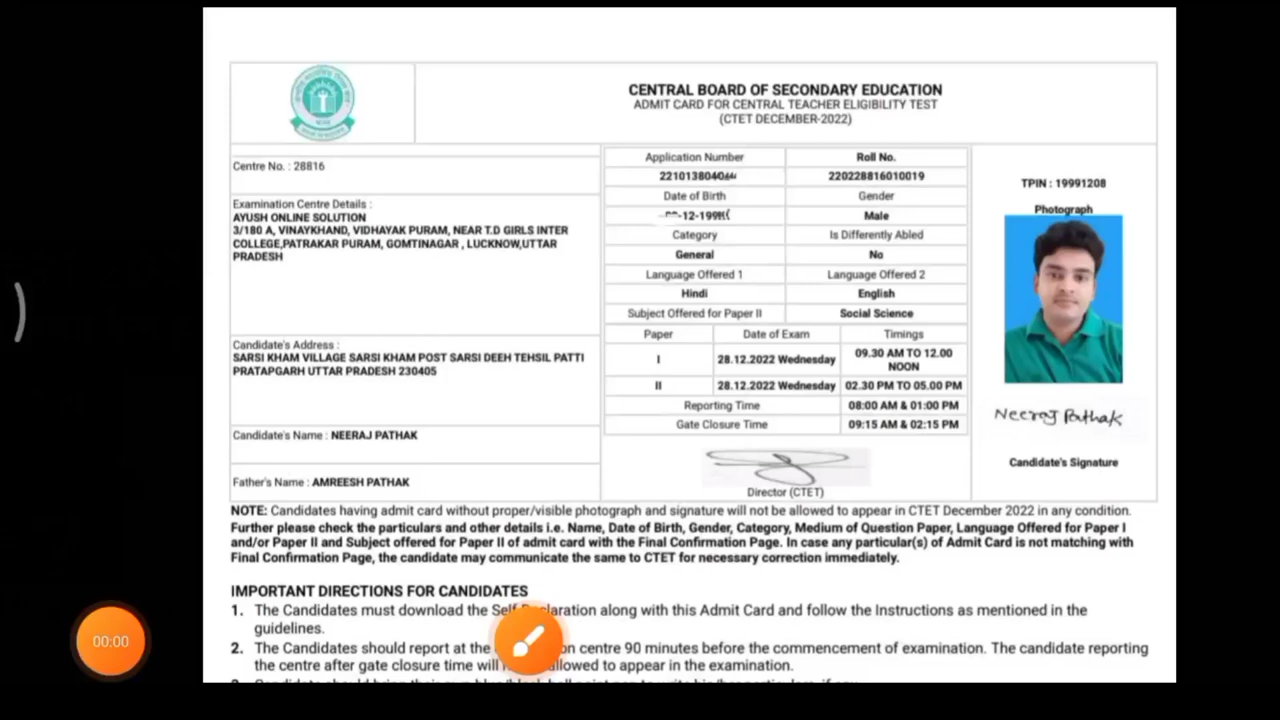 CENTRAL BOARD OF SECONDARY EDUCATION
ADMIT CARD FOR CENTRAL TEACHER ELIGIBILITY TEST
(CTET DECEMBER-2022)
Centre No. : 28816
Examination Centre Details :
AYUSH ONLINE SOLUTION
3/180 A, VINAYKHAND, VIDHAYAK PURAM, NEAR T.D GIRLS INTER
COLLEGE,PATRAKAR PURAM, GOMTINAGAR , LUCKNOW,UTTAR
PRADESH
Candidate's Address :
SARSI KHAM VILLAGE SARSI KHAM POST SARSI DEEH TEHSIL PATTI
PRATAPGARH UTTAR PRADESH 230405
Candidate's Name : NEERAJ PATHAK
Father's Name : AMREESH PATHAK
Application Number Roll No.
220228816010019
Date of Birth Gender
Male
Category Is Differently Abled
General No
Language Offered 1 Language Offered 2
Hindi English
Subject Offered for Paper II Social Science
Paper Date of Exam Timings
I 28.12.2022 Wednesday 09.30 AM TO 12.00
NOON
II 28.12.2022 Wednesday 02.30 PM TO 05.00 PM
Reporting Time 08:00 AM & 01:00 PM
Gate Closure Time 09:15 AM & 02:15 PM
Director (CTET)
TPIN : 19991208
Photograph
Neeraj Pathak
Candidate's Signature
NOTE: Candidates having admit card without proper/visible photograph and signature will not be allowed to appear in CTET December 2022 in any condition.
Further please check the particulars and other details i.e. Name, Date of Birth, Gender, Category, Medium of Question Paper, Language Offered for Paper I
and/or Paper II and Subject offered for Paper II of admit card with the Final Confirmation Page. In case any particular(s) of Admit Card is not matching with
Final Confirmation Page, the candidate may communicate the same to CTET for necessary correction immediately.
IMPORTANT DIRECTIONS FOR CANDIDATES
1. The Candidates must download the Self Declaration along with this Admit Card and follow the Instructions as mentioned in the
guidelines.
2. The Candidates should report at the centre 90 minutes before the commencement of examination. The candidate reporting
the centre after gate closure time will allowed to appear in the examination.
00:00